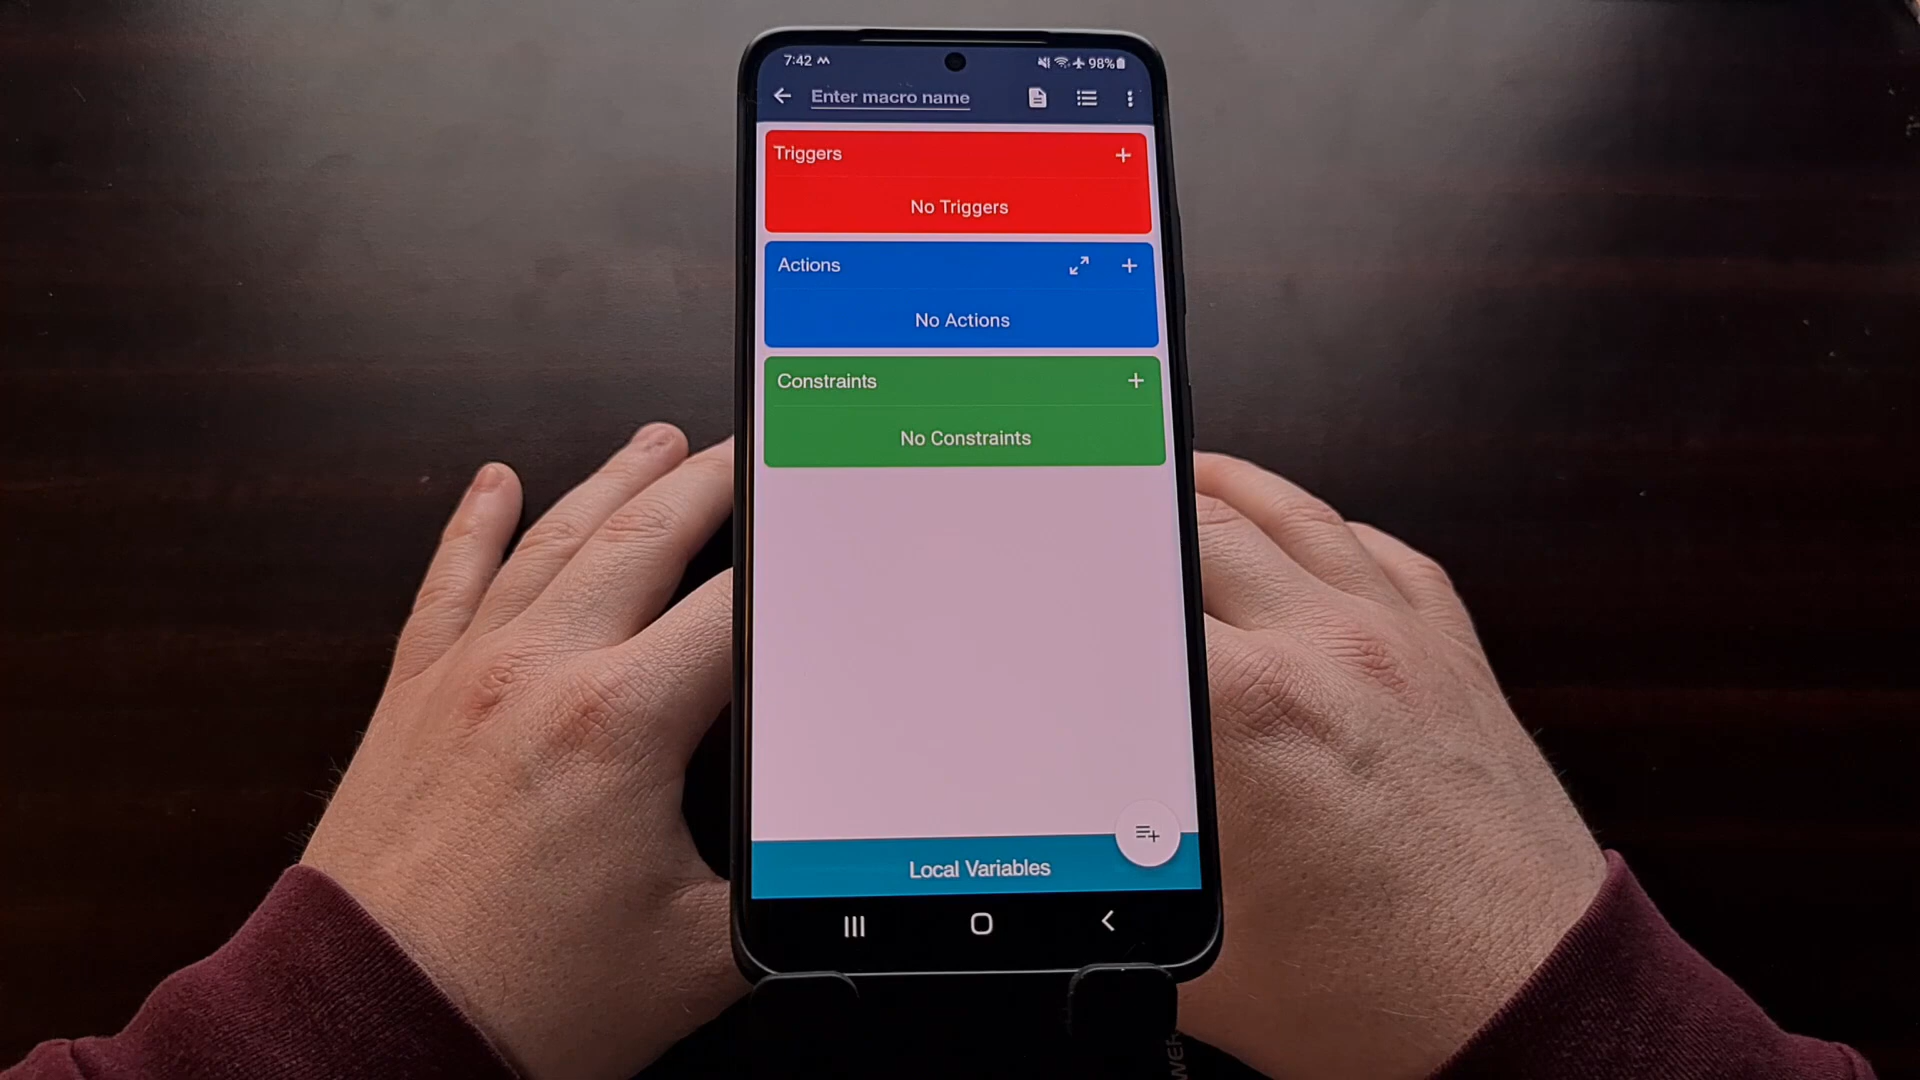 7:42
98%
Enter macro name
Triggers
No Triggers
Actions
No Actions
Constraints
No Constraints
Local Variables